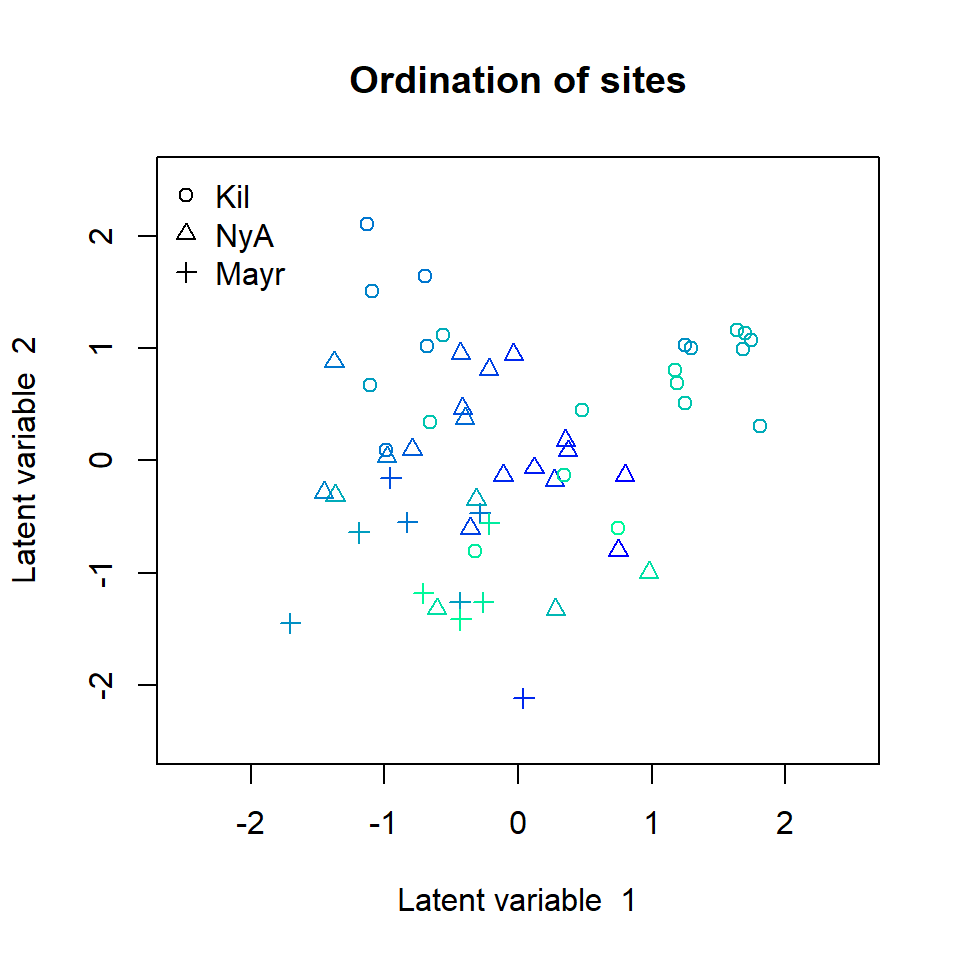 Ordination of sites
Kil
NyA
Mayr
Latent variable 2
2
1
0
-1
-2
-2 -1 0 1 2
Latent variable 1